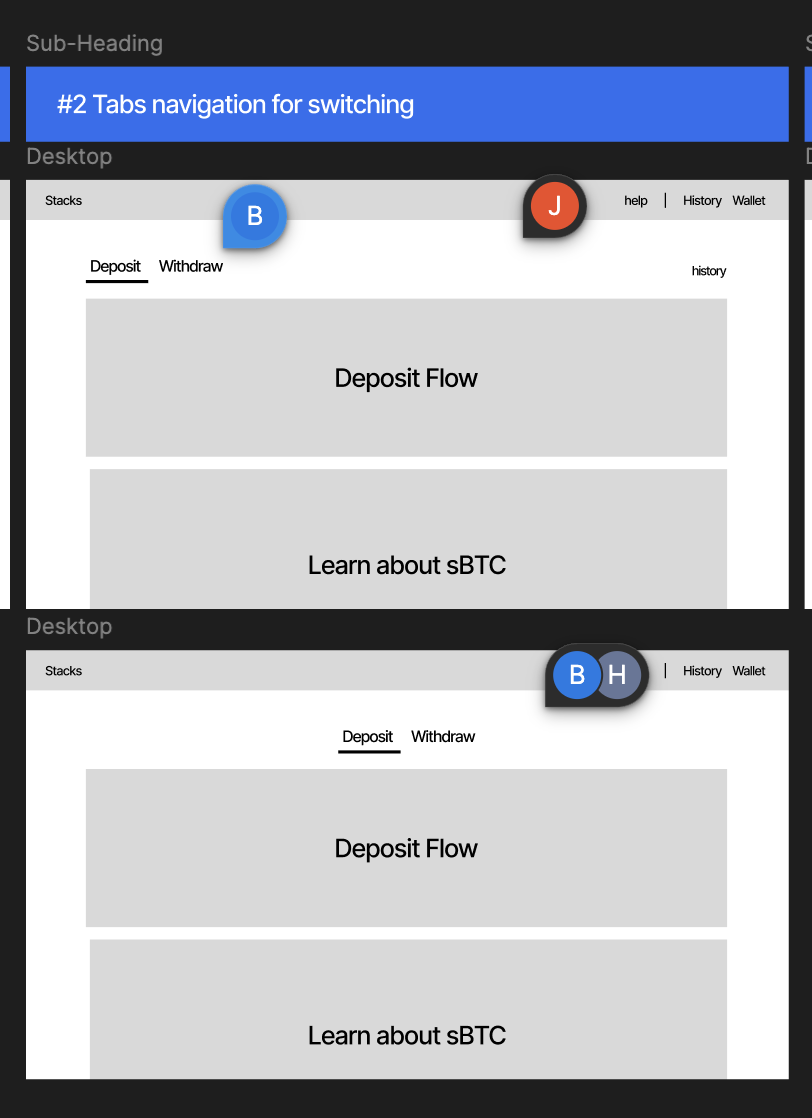 Sub-Heading
#2 Tabs navigation for switching
Desktop
Stacks B J help | History Wallet
Deposit Withdraw history
Deposit Flow
Learn about sBTC
Desktop
Stacks B H | History Wallet
Deposit Withdraw
Deposit Flow
Learn about sBTC